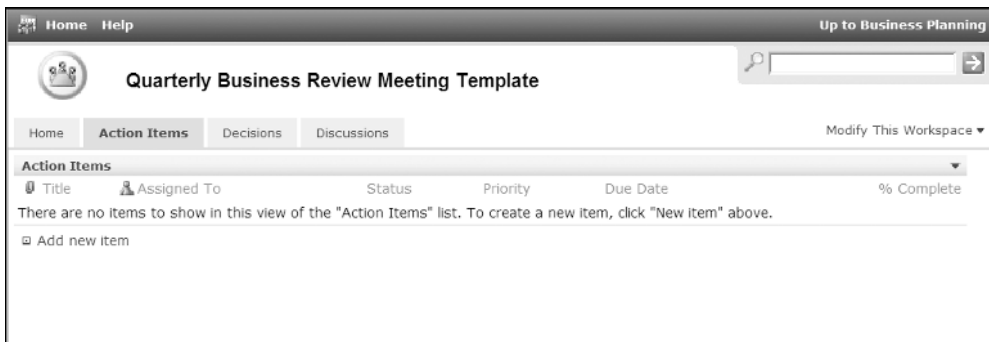 Home Help Up to Business Planning
Quarterly Business Review Meeting Template
Home Action Items Decisions Discussions Modify This Workspace
Action Items
Title Assigned To Status Priority Due Date % Complete
There are no items to show in this view of the "Action Items" list. To create a new item, click "New item" above.
Add new item